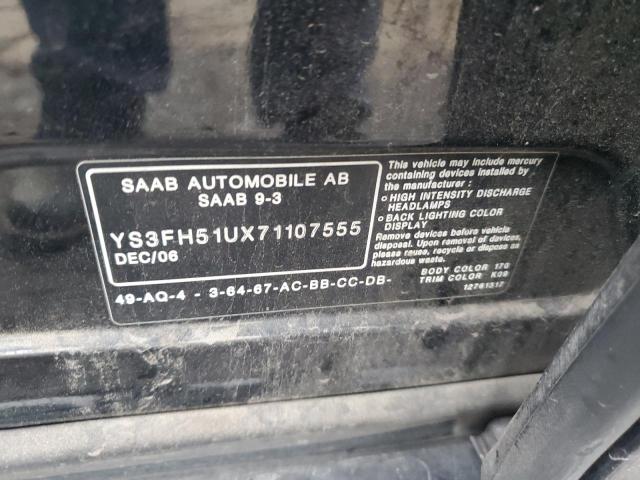 SAAB AUTOMOBILE AB
SAAB 9-3
YS3FH51UX71107555
DEC/06
49-AQ-4 - 3-64-67-AC-BB-CC-DB-
This vehicle may include mercury
containing devices installed by
the manufacturer :
o HIGH INTENSITY DISCHARGE
HEADLAMPS
o BACK LIGHTING COLOR
DISPLAY
Remove devices before vehicle
disposal. Upon removal of devices,
please reuse, recycle or dispose as
hazardous waste.
BODY COLOR 170
TRIM COLOR K09
12761317